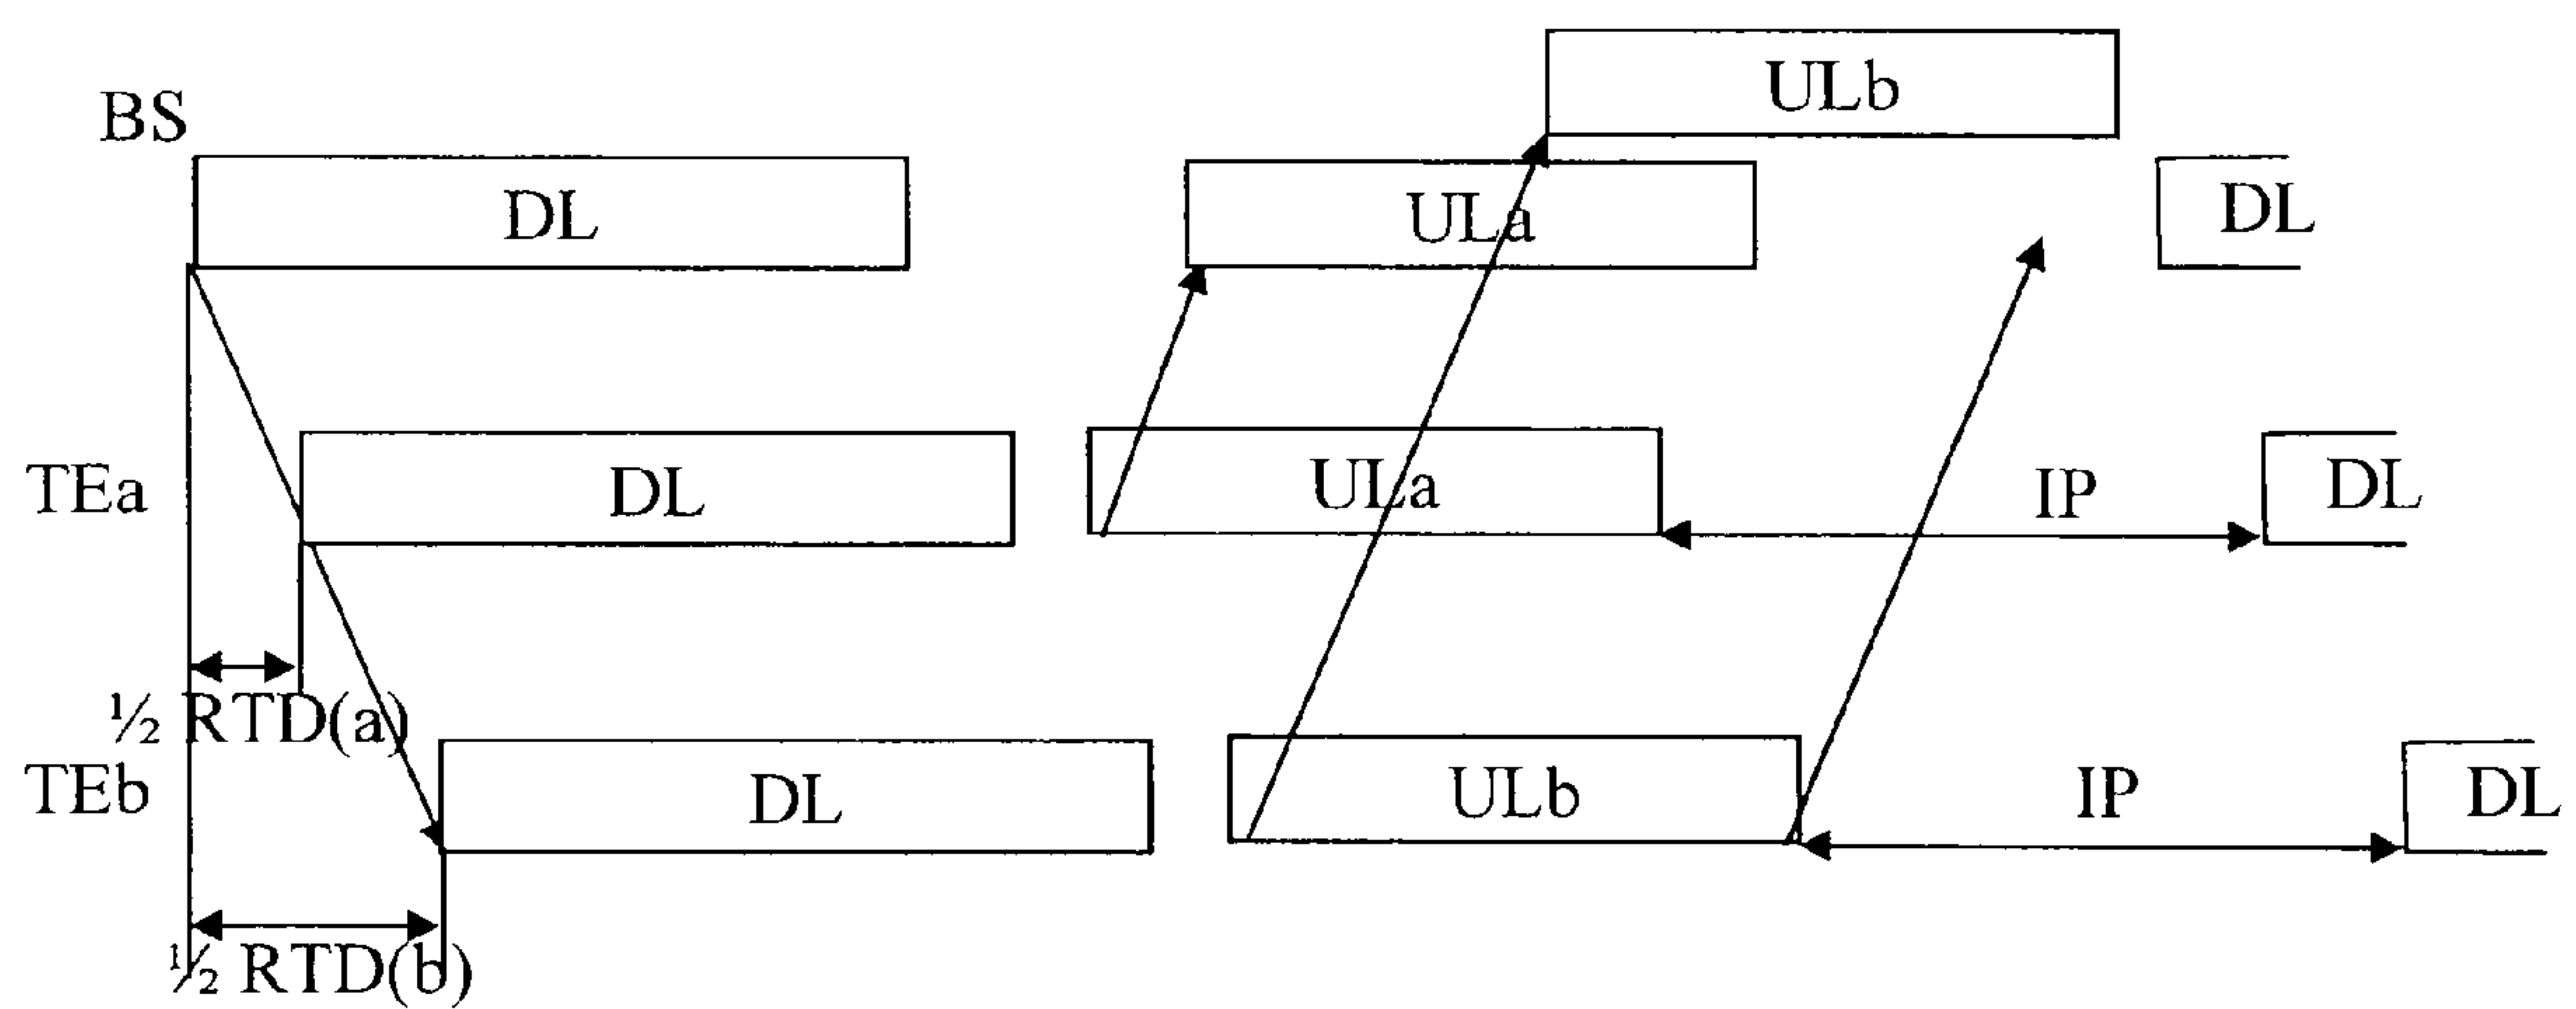 ULb
BS
DL
ULa
DL
TEa
DL
ULa
IP
DL
½ RTD(a)
TEb
DL
ULb
IP
DL
½ RTD(b)